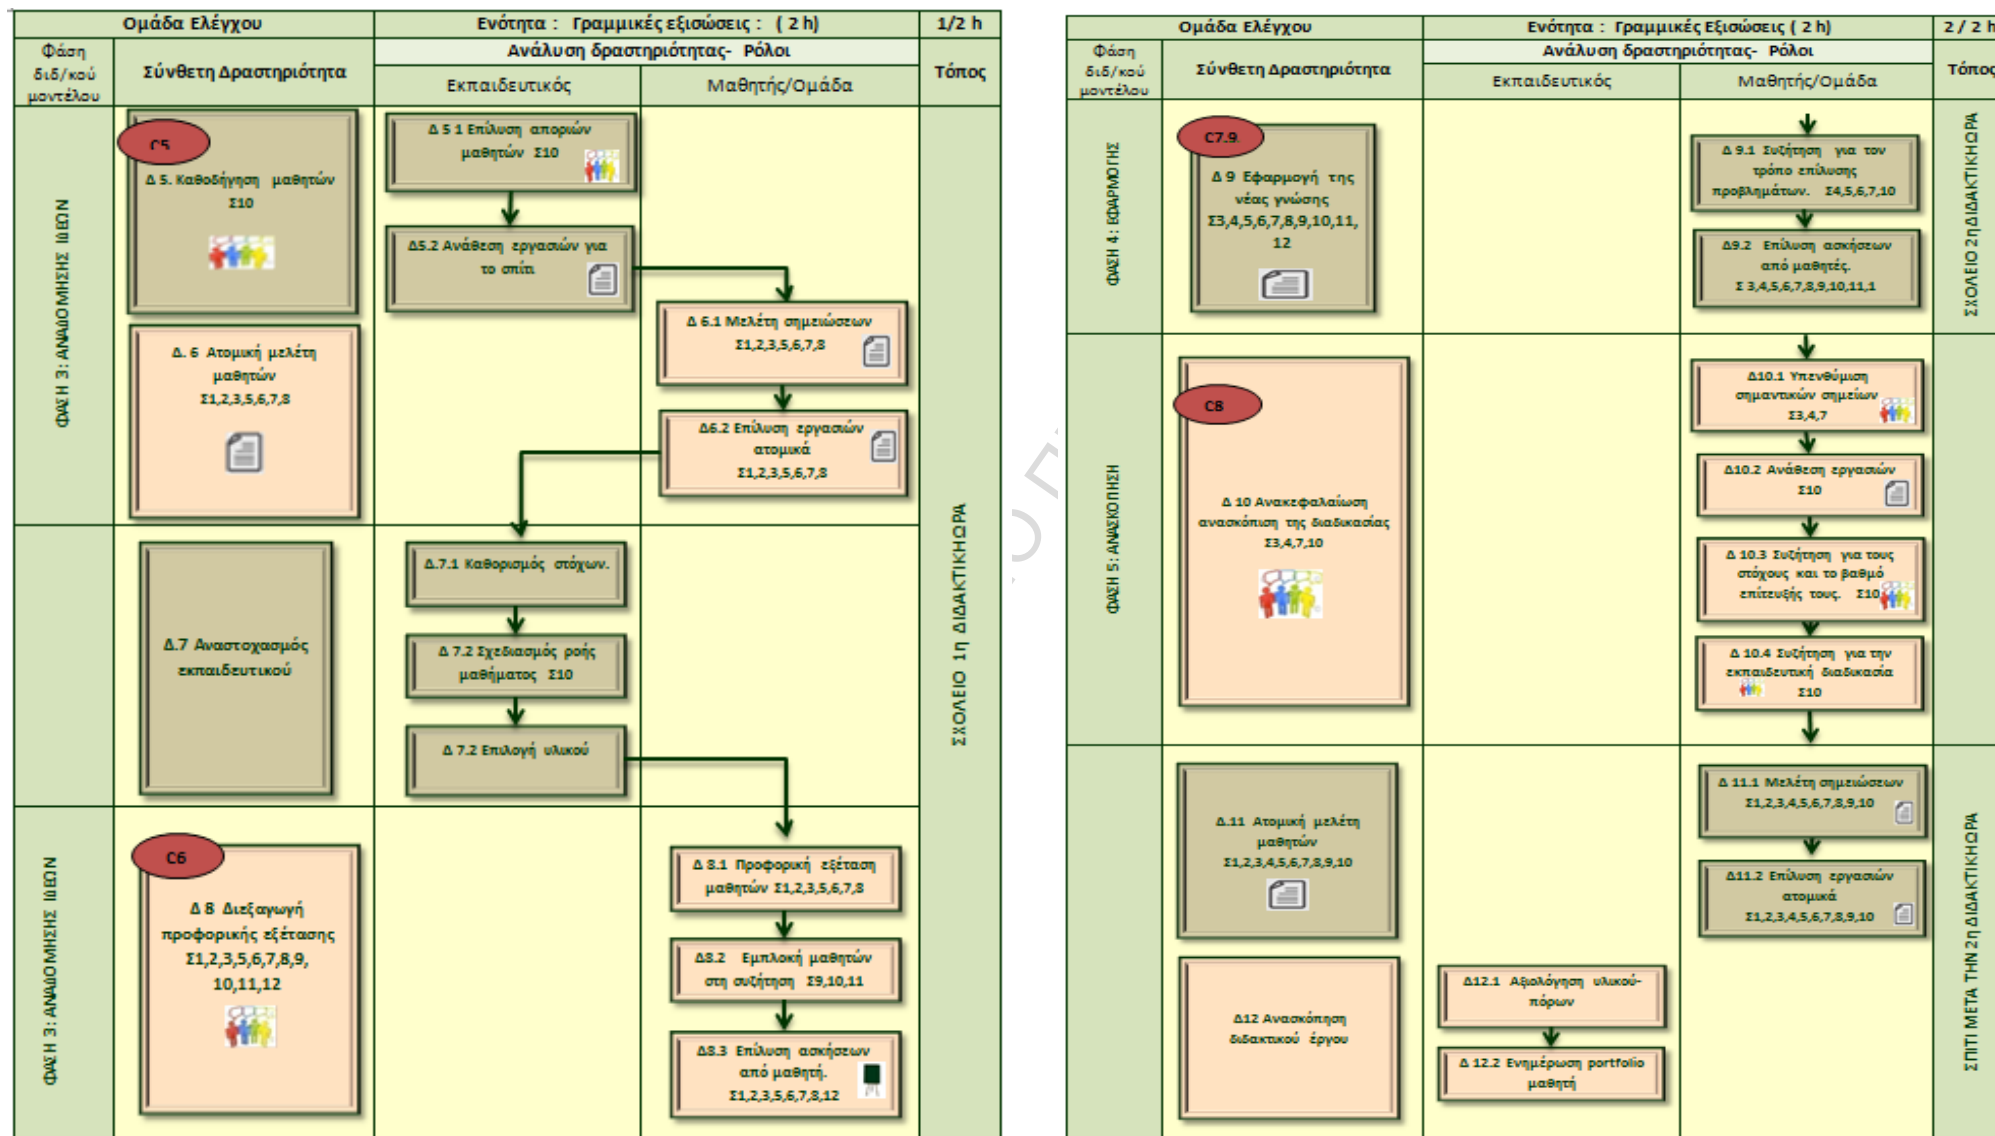 Ομάδα Ελέγχου
Ενότητα : Γραμμικές εξισώσεις : ( 2 h)
1/2 h
Φάση
διδ/κού
μοντέλου
Σύνθετη Δραστηριότητα
Ανάλυση δραστηριότητας- Ρόλοι
Εκπαιδευτικός
Μαθητής/Ομάδα
Τόπος
ΦΑΣΗ 3: ΑΝΑΔΟΜΗΣΗΣ ΙΔΕΩΝ
C5
Δ 5. Καθοδήγηση μαθητών
Σ10
Δ 5 1 Επίλυση αποριών
μαθητών Σ10
Δ5.2 Ανάθεση εργασιών για
το σπίτι
Δ. 6 Ατομική μελέτη
μαθητών
Σ1,2,3,5,6,7,8
Δ 6.1 Μελέτη σημειώσεων
Σ1,2,3,5,6,7,8
Δ6.2 Επίλυση εργασιών
ατομικά
Σ1,2,3,5,6,7,8
Δ.7 Αναστοχασμός
εκπαιδευτικού
Δ.7.1 Καθορισμός στόχων.
Δ 7.2 Σχεδιασμός ροής
μαθήματος Σ10
Δ 7.2 Επιλογή υλικού
ΣΧΟΛΕΙΟ 1η ΔΙΔΑΚΤΙΚΗ ΩΡΑ
ΦΑΣΗ 3: ΑΝΑΔΟΜΗΣΗΣ ΙΔΕΩΝ
C6
Δ 8 Διεξαγωγή
προφορικής εξέτασης
Σ1,2,3,5,6,7,8,9,
10,11,12
Δ 8.1 Προφορική εξέταση
μαθητών Σ1,2,3,5,6,7,8
Δ8.2 Εμπλοκή μαθητών
στη συζήτηση Σ9,10,11
Δ8.3 Επίλυση ασκήσεων
από μαθητή.
Σ1,2,3,5,6,7,8,12
Ομάδα Ελέγχου
Ενότητα : Γραμμικές Εξισώσεις ( 2 h)
2 / 2 h
Φάση
διδ/κού
μοντέλου
Σύνθετη Δραστηριότητα
Ανάλυση δραστηριότητας- Ρόλοι
Εκπαιδευτικός
Μαθητής/Ομάδα
Τόπος
ΦΑΣΗ 4: ΕΦΑΡΜΟΓΗΣ
C7.9
Δ 9 Εφαρμογή της
νέας γνώσης
Σ3,4,5,6,7,8,9,10,11,
12
Δ 9.1 Συζήτηση για τον
τρόπο επίλυσης
προβλημάτων. Σ4,5,6,7,10
Δ9.2 Επίλυση ασκήσεων
από μαθητές.
Σ 3,4,5,6,7,8,9,10,11,1
ΣΧΟΛΕΙΟ 2η ΔΙΔΑΚΤΙΚΗ ΩΡΑ
ΦΑΣΗ 5: ΑΝΑΣΚΟΠΗΣΗ
C8
Δ 10 Ανακεφαλαίωση
ανασκόπιση της διαδικασίας
Σ3,4,7,10
Δ10.1 Υπενθύμιση
σημαντικών σημείων
Σ3,4,7
Δ10.2 Ανάθεση εργασιών
Σ10
Δ 10.3 Συζήτηση για τους
στόχους και το βαθμό
επίτευξής τους. Σ10
Δ 10.4 Συζήτηση για την
εκπαιδευτική διαδικασία
Σ10
Δ.11 Ατομική μελέτη
μαθητών
Σ1,2,3,4,5,6,7,8,9,10
Δ 11.1 Μελέτη σημειώσεων
Σ1,2,3,4,5,6,7,8,9,10
Δ11.2 Επίλυση εργασιών
ατομικά
Σ1,2,3,4,5,6,7,8,9,10
Δ12 Ανασκόπηση
διδακτικού έργου
Δ12.1 Αξιολόγηση υλικού-
πόρων
Δ 12.2 Ενημέρωση portfolio
μαθητή
ΣΠΙΤΙ ΜΕΤΑ ΤΗΝ 2η ΔΙΔΑΚΤΙΚΗ ΩΡΑ